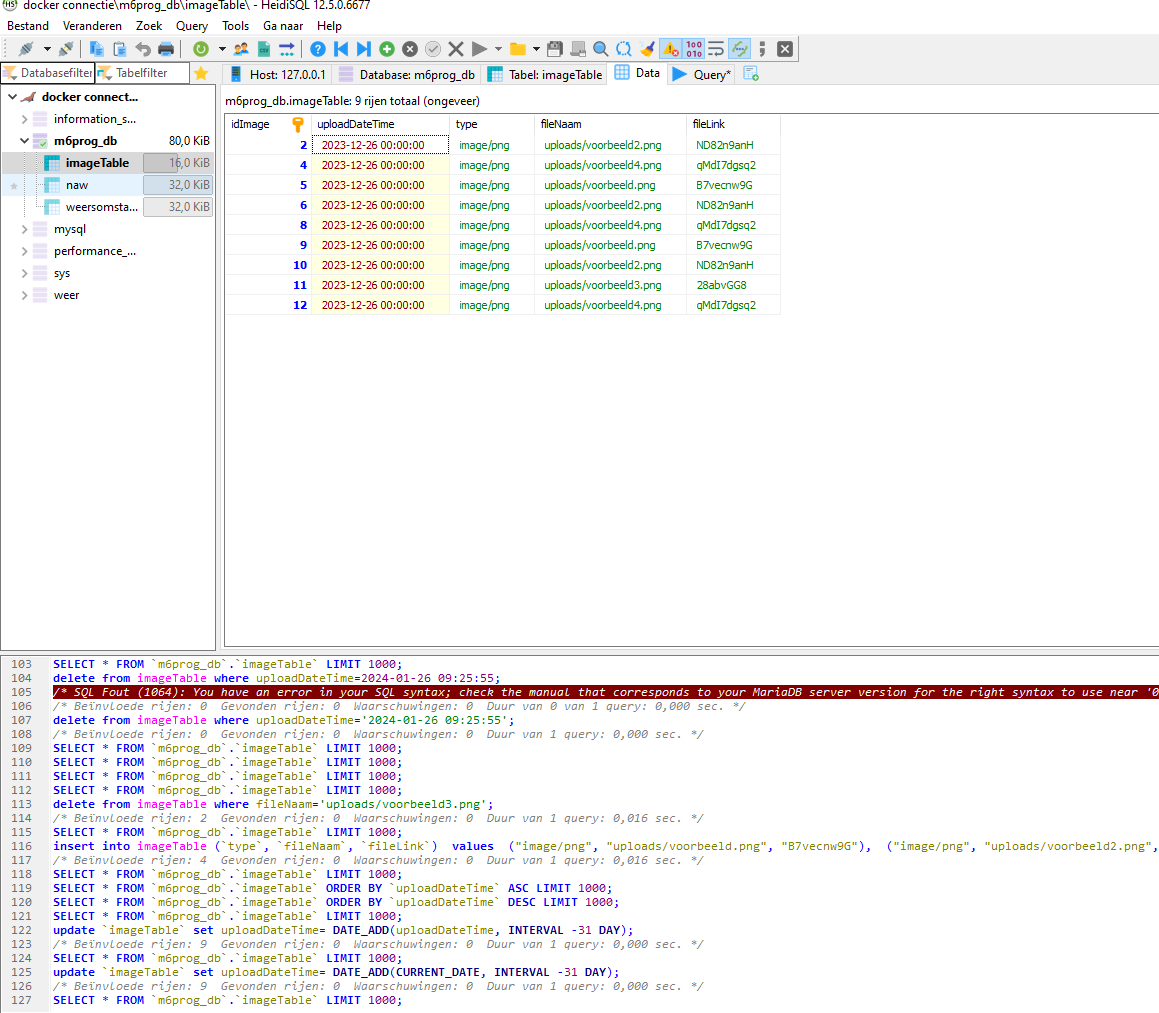 docker connectie\m6prog_db\imageTable\ - HeidiSQL 12.5.0.6677
Bestand Veranderen Zoek Query Tools Ga naar Help
Databasefilter Tabelfilter Host: 127.0.0.1 Database: m6prog_db Tabel: imageTable Data Query*
docker connect...
information_s...
m6prog_db 80,0 KiB
imageTable 16,0 KiB
naw 32,0 KiB
weersomsta... 32,0 KiB
mysql
performance_...
sys
weer
m6prog_db.imageTable: 9 rijen totaal (ongeveer)
idImage uploadDateTime type fileNaam fileLink
2 2023-12-26 00:00:00 image/png uploads/voorbeeld2.png ND82n9anH
4 2023-12-26 00:00:00 image/png uploads/voorbeeld4.png qMdI7dgsq2
5 2023-12-26 00:00:00 image/png uploads/voorbeeld.png B7vecnw9G
6 2023-12-26 00:00:00 image/png uploads/voorbeeld2.png ND82n9anH
8 2023-12-26 00:00:00 image/png uploads/voorbeeld4.png qMdI7dgsq2
9 2023-12-26 00:00:00 image/png uploads/voorbeeld.png B7vecnw9G
10 2023-12-26 00:00:00 image/png uploads/voorbeeld2.png ND82n9anH
11 2023-12-26 00:00:00 image/png uploads/voorbeeld3.png 28abvGG8
12 2023-12-26 00:00:00 image/png uploads/voorbeeld4.png qMdI7dgsq2
103 SELECT * FROM `m6prog_db`.`imageTable` LIMIT 1000;
104 delete from imageTable where uploadDateTime=2024-01-26 09:25:55;
105 /* SQL Fout (1064): You have an error in your SQL syntax; check the manual that corresponds to your MariaDB server version for the right syntax to use near '0
106 /* Beïnvloede rijen: 0 Gevonden rijen: 0 Waarschuwingen: 0 Duur van 0 van 1 query: 0,000 sec. */
107 delete from imageTable where uploadDateTime='2024-01-26 09:25:55';
108 /* Beïnvloede rijen: 0 Gevonden rijen: 0 Waarschuwingen: 0 Duur van 1 query: 0,000 sec. */
109 SELECT * FROM `m6prog_db`.`imageTable` LIMIT 1000;
110 SELECT * FROM `m6prog_db`.`imageTable` LIMIT 1000;
111 SELECT * FROM `m6prog_db`.`imageTable` LIMIT 1000;
112 SELECT * FROM `m6prog_db`.`imageTable` LIMIT 1000;
113 delete from imageTable where fileNaam='uploads/voorbeeld3.png';
114 /* Beïnvloede rijen: 2 Gevonden rijen: 0 Waarschuwingen: 0 Duur van 1 query: 0,016 sec. */
115 SELECT * FROM `m6prog_db`.`imageTable` LIMIT 1000;
116 insert into imageTable (`type`, `fileNaam`, `fileLink`) values ("image/png", "uploads/voorbeeld.png", "B7vecnw9G"), ("image/png", "uploads/voorbeeld2.png",
117 /* Beïnvloede rijen: 4 Gevonden rijen: 0 Waarschuwingen: 0 Duur van 1 query: 0,016 sec. */
118 SELECT * FROM `m6prog_db`.`imageTable` LIMIT 1000;
119 SELECT * FROM `m6prog_db`.`imageTable` ORDER BY `uploadDateTime` ASC LIMIT 1000;
120 SELECT * FROM `m6prog_db`.`imageTable` ORDER BY `uploadDateTime` DESC LIMIT 1000;
121 SELECT * FROM `m6prog_db`.`imageTable` LIMIT 1000;
122 update `imageTable` set uploadDateTime= DATE_ADD(uploadDateTime, INTERVAL -31 DAY);
123 /* Beïnvloede rijen: 9 Gevonden rijen: 0 Waarschuwingen: 0 Duur van 1 query: 0,000 sec. */
124 SELECT * FROM `m6prog_db`.`imageTable` LIMIT 1000;
125 update `imageTable` set uploadDateTime= DATE_ADD(CURRENT_DATE, INTERVAL -31 DAY);
126 /* Beïnvloede rijen: 9 Gevonden rijen: 0 Waarschuwingen: 0 Duur van 1 query: 0,000 sec. */
127 SELECT * FROM `m6prog_db`.`imageTable` LIMIT 1000;